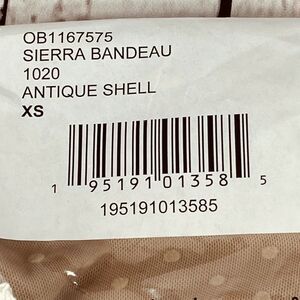 OB1167575
SIERRA BANDEAU
1020
ANTIQUE SHELL
XS
1 95191 01358 5
195191013585